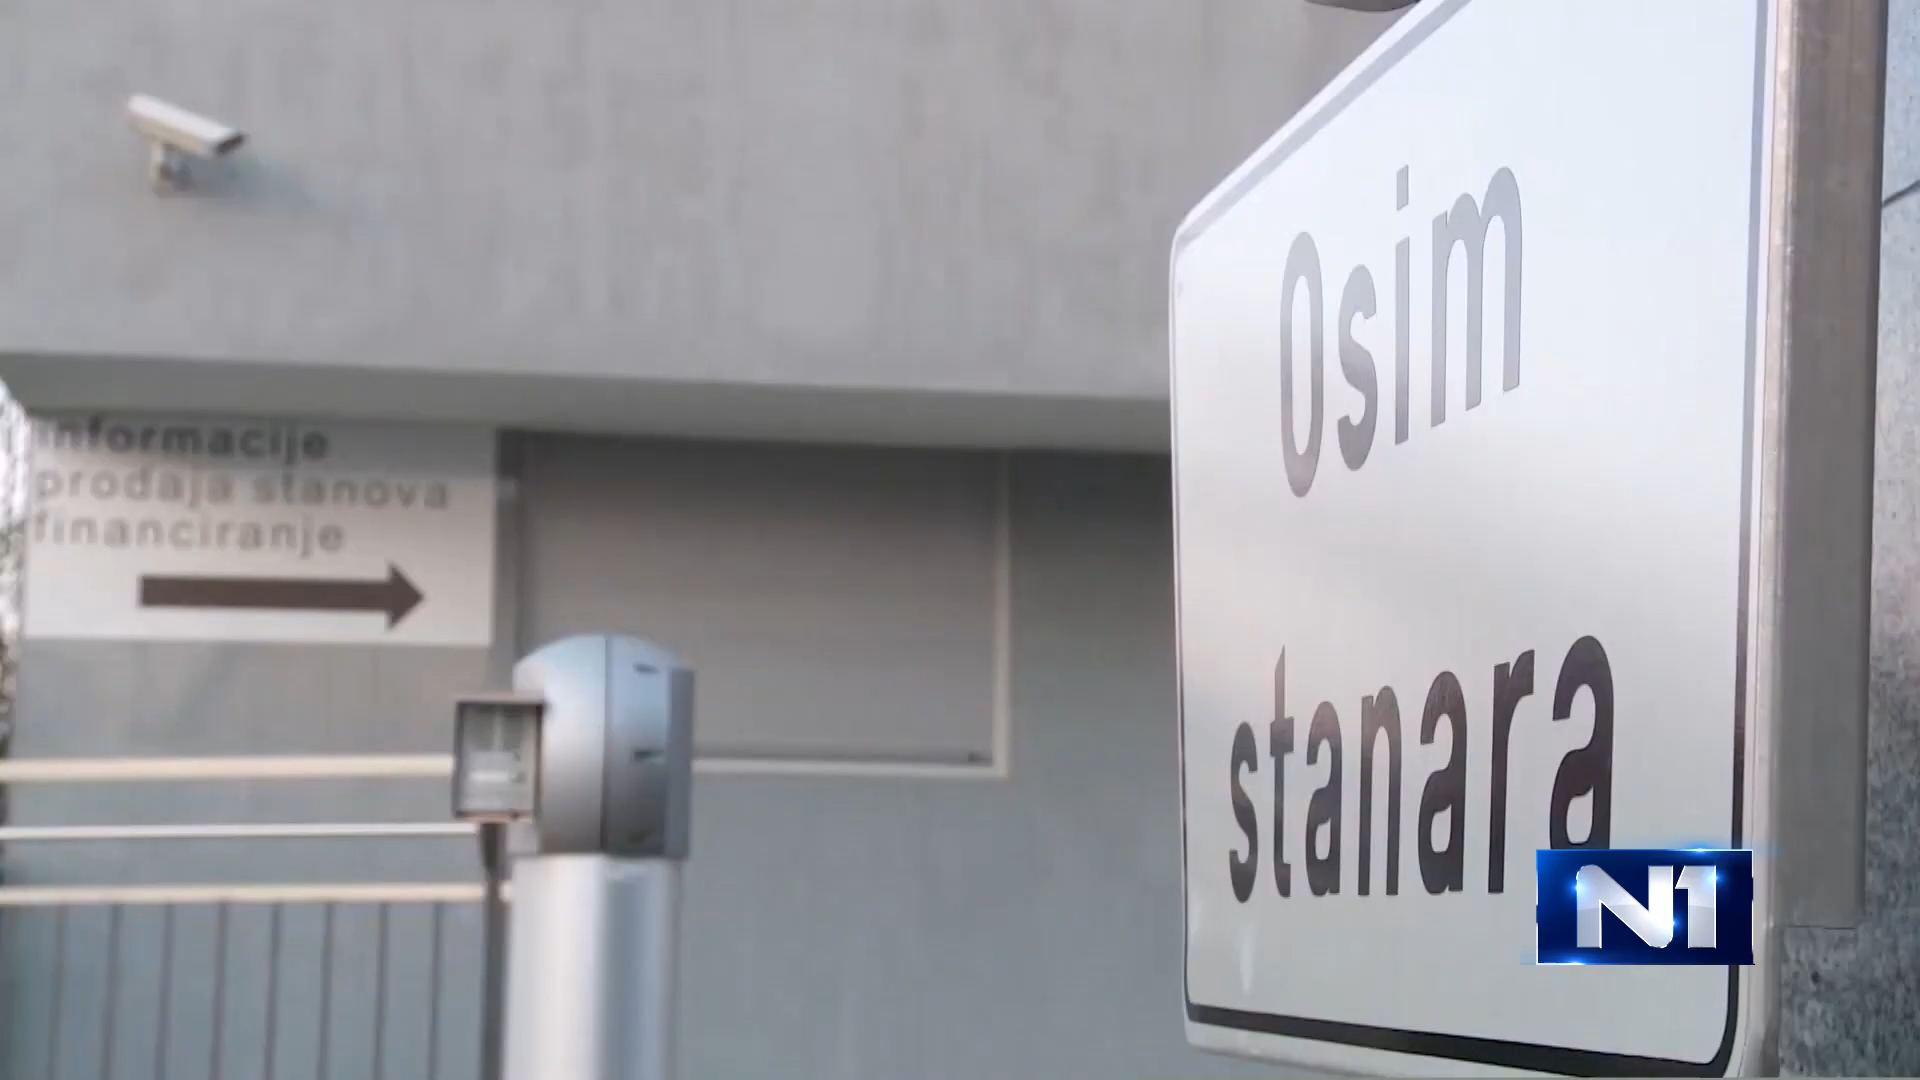 informacije
prodaja stanova
financiranje
Osim
stanara
N1